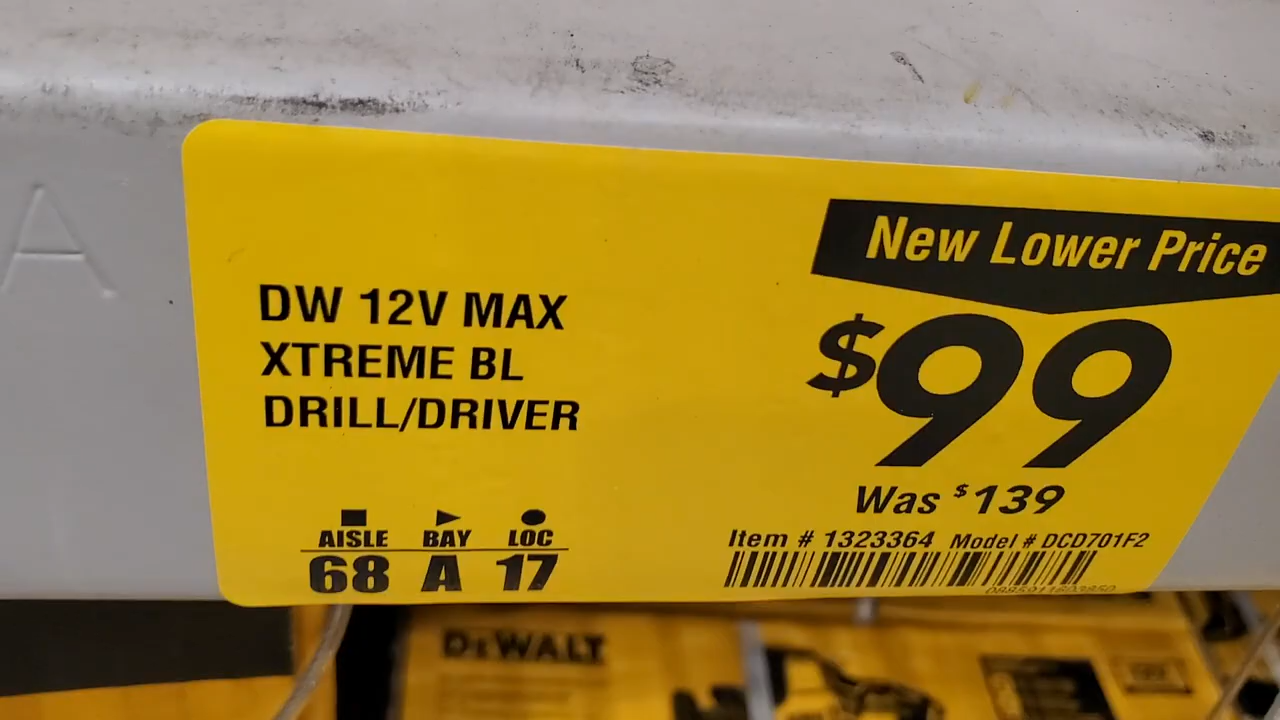 A
New Lower Price
DW 12V MAX
XTREME BL
DRILL/DRIVER
$99
Was $139
AISLE BAY LOC
68 A 17
Item # 1323364 Model # DCD701F2
DEWALT